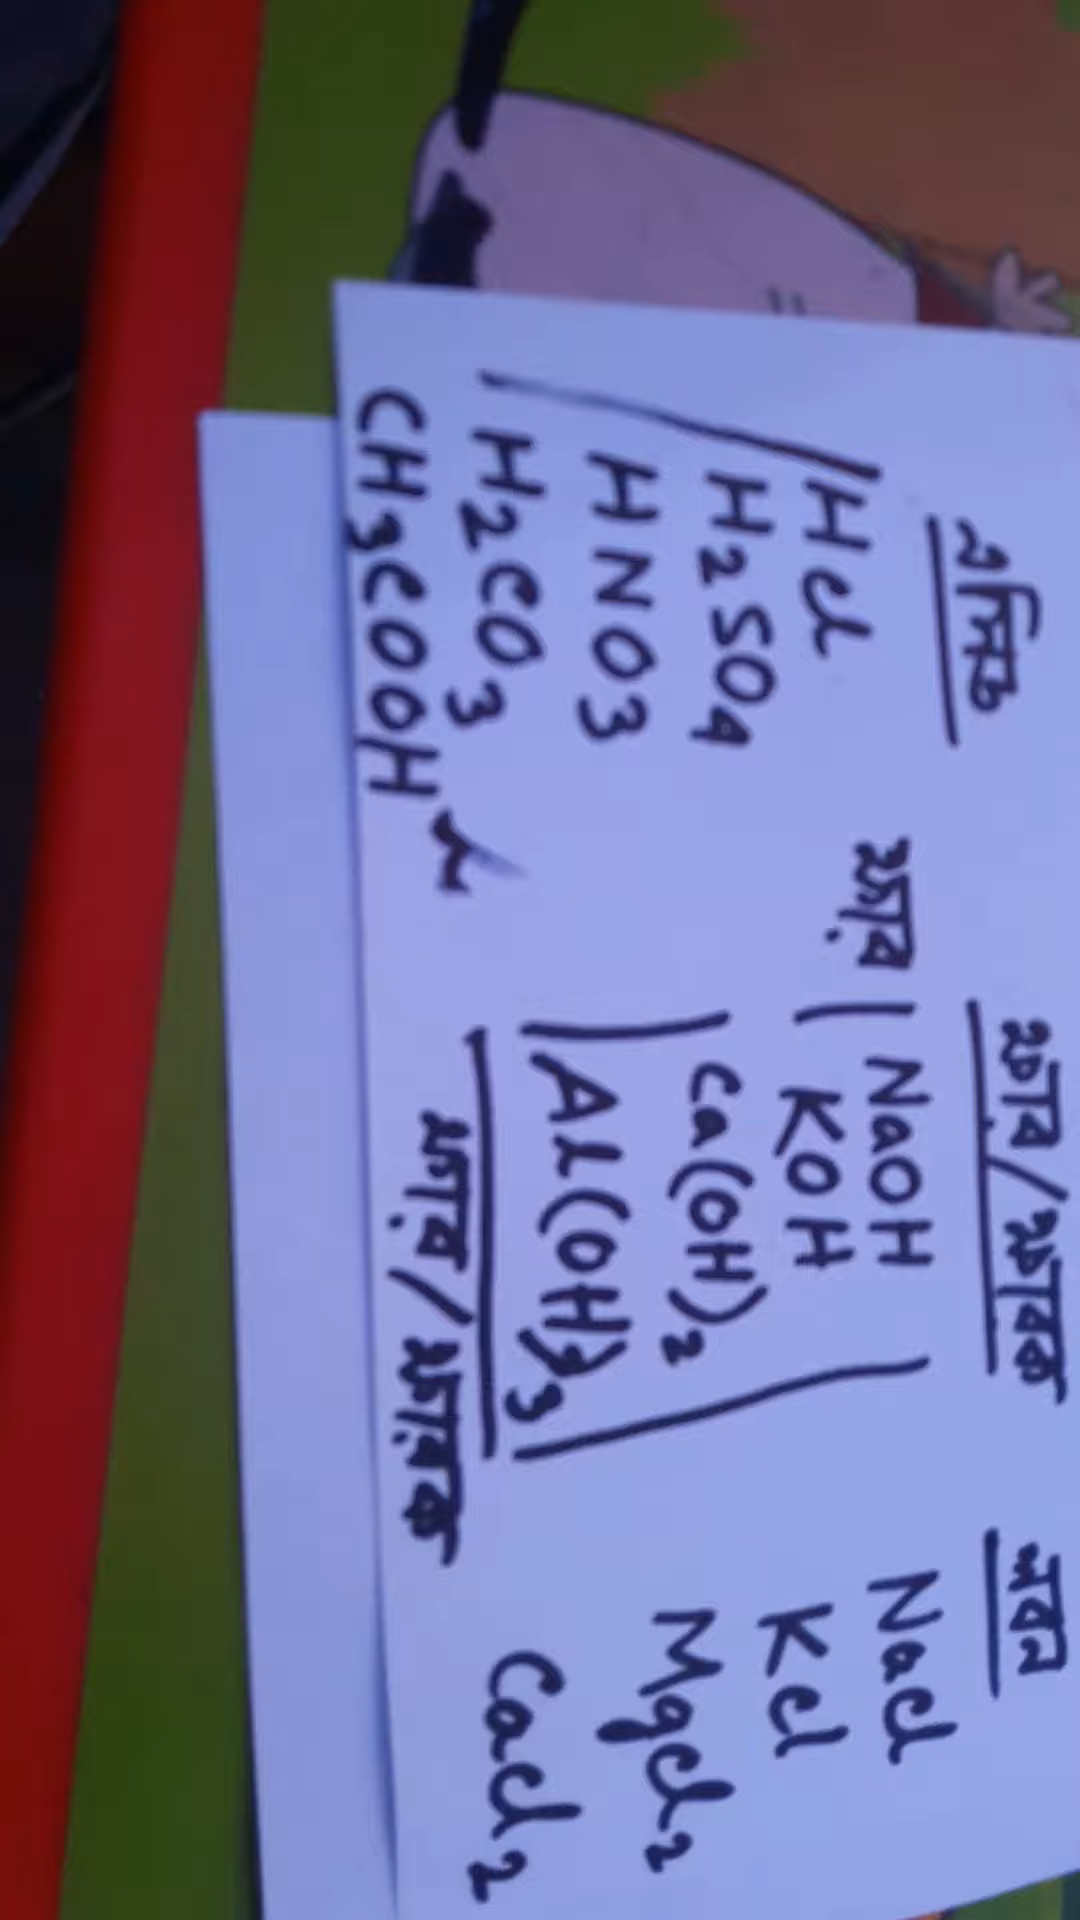 এসিড
HCl
H2SO4
HNO3
H2CO3
CH3COOH
ক্ষার/ক্ষারক
ক্ষার NaOH
KOH
Ca(OH)2
Al(OH)3
ক্ষার/ক্ষারক
লবন
NaCl
KCl
MgCl2
CaCl2